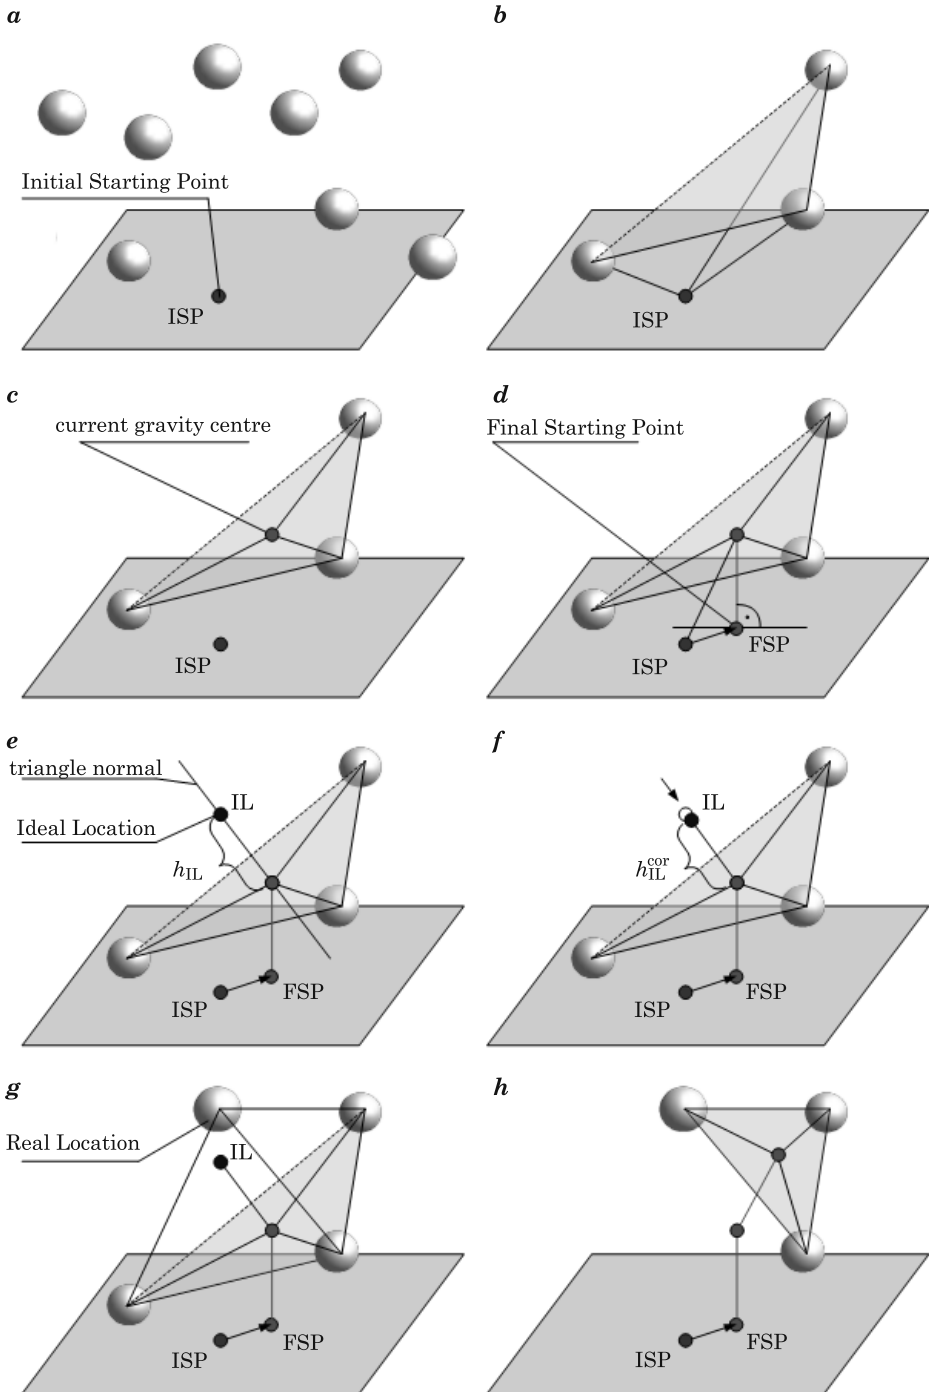 a
b
Initial Starting Point
ISP
ISP
c
d
current gravity centre
Final Starting Point
ISP
ISP
FSP
e
f
triangle normal
IL
Ideal Location
h_IL
ISP
FSP
IL
h_IL^cor
ISP
FSP
g
h
Real Location
IL
ISP
FSP
ISP
FSP